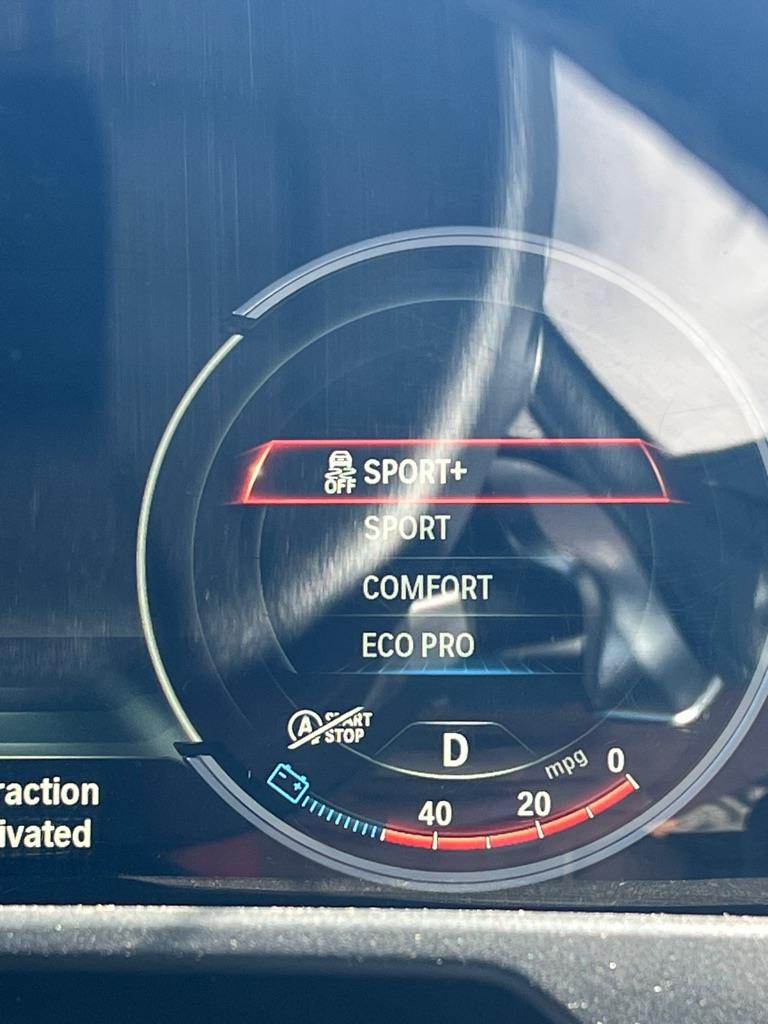 OFF SPORT+
SPORT
COMFORT
ECO PRO
A START
STOP
D
mpg 0
raction
40 20
ivated